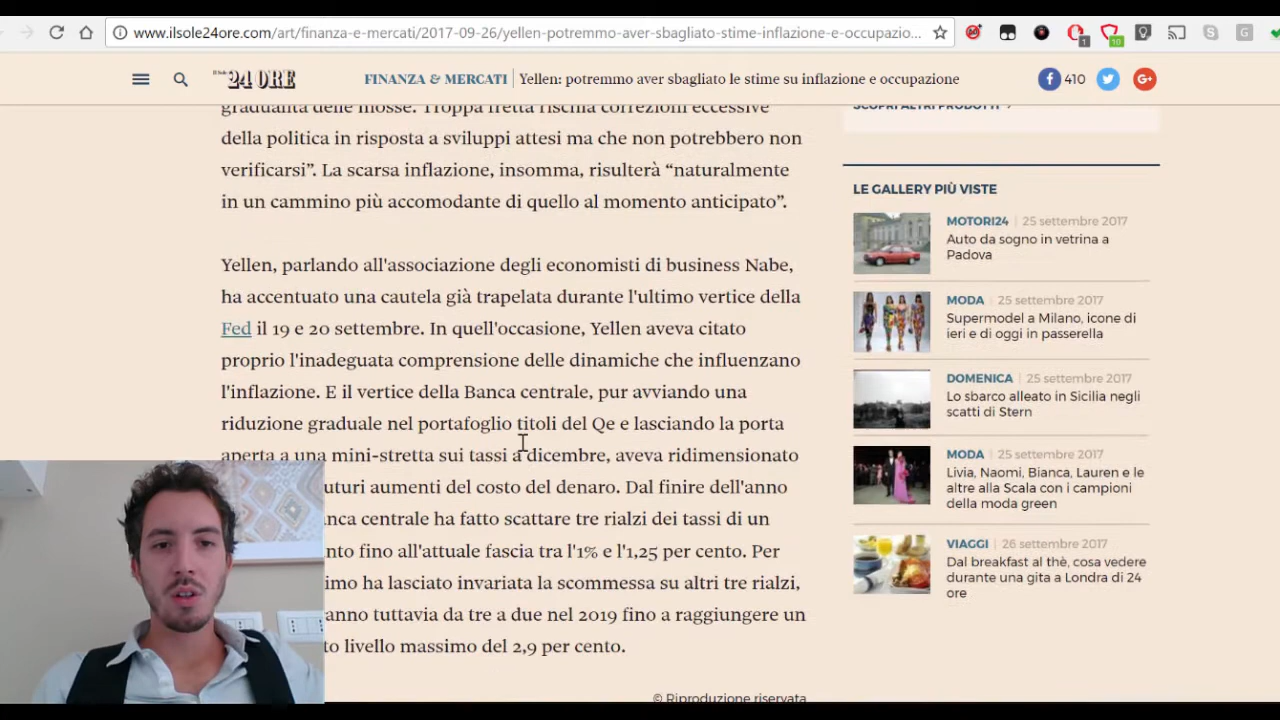 www.ilsole24ore.com/art/finanza-e-mercati/2017-09-26/yellen-potremmo-aver-sbagliato-stime-inflazione-e-occupazio...
1
10
24 ORE
FINANZA & MERCATI
Yellen: potremmo aver sbagliato le stime su inflazione e occupazione
410
gradualità delle mosse. Troppa fretta rischia correzioni eccessive
della politica in risposta a sviluppi attesi ma che non potrebbero non
verificarsi”. La scarsa inflazione, insomma, risulterà “naturalmente
in un cammino più accomodante di quello al momento anticipato”.
Yellen, parlando all'associazione degli economisti di business Nabe,
ha accentuato una cautela già trapelata durante l'ultimo vertice della
Fed il 19 e 20 settembre. In quell'occasione, Yellen aveva citato
proprio l'inadeguata comprensione delle dinamiche che influenzano
l'inflazione. E il vertice della Banca centrale, pur avviando una
riduzione graduale nel portafoglio titoli del Qe e lasciando la porta
aperta a una mini-stretta sui tassi a dicembre, aveva ridimensionato
uturi aumenti del costo del denaro. Dal finire dell'anno
nca centrale ha fatto scattare tre rialzi dei tassi di un
nto fino all'attuale fascia tra l'1% e l'1,25 per cento. Per
imo ha lasciato invariata la scommessa su altri tre rialzi,
anno tuttavia da tre a due nel 2019 fino a raggiungere un
to livello massimo del 2,9 per cento.
© Riproduzione riservata
SCOPRI ALTRI PRODOTTI >
LE GALLERY PIÙ VISTE
MOTORI24 | 25 settembre 2017
Auto da sogno in vetrina a
Padova
MODA | 25 settembre 2017
Supermodel a Milano, icone di
ieri e di oggi in passerella
DOMENICA | 25 settembre 2017
Lo sbarco alleato in Sicilia negli
scatti di Stern
MODA | 25 settembre 2017
Livia, Naomi, Bianca, Lauren e le
altre alla Scala con i campioni
della moda green
VIAGGI | 26 settembre 2017
Dal breakfast al thè, cosa vedere
durante una gita a Londra di 24
ore